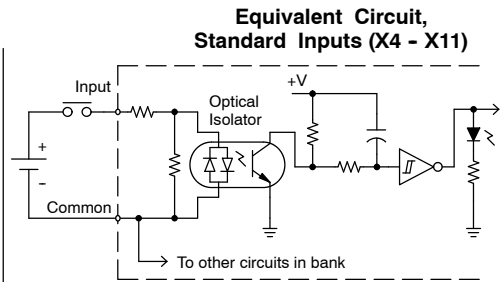 Equivalent Circuit,
Standard Inputs (X4 - X11)
+V
Input
Optical
Isolator
+
-
Common
To other circuits in bank